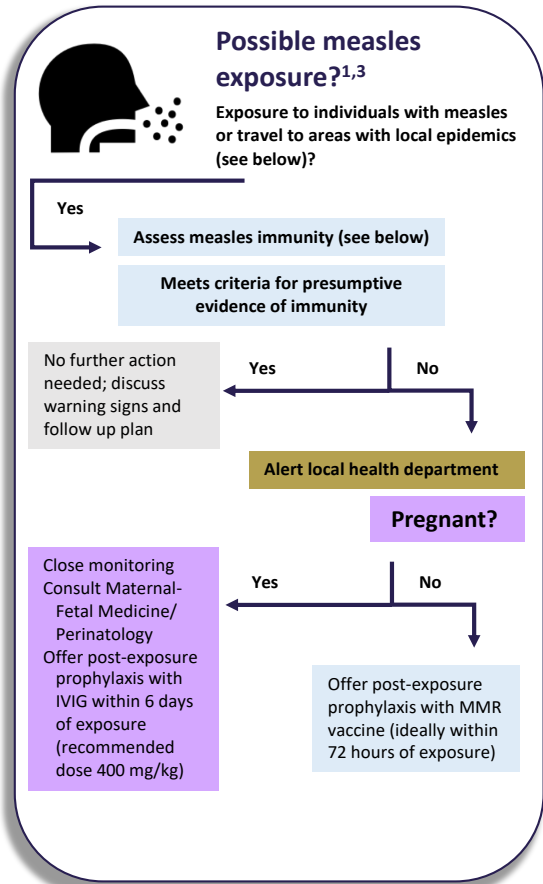 Possible measles
exposure?1,3
Exposure to individuals with measles
or travel to areas with local epidemics
(see below)?
Yes
Assess measles immunity (see below)
Meets criteria for presumptive
evidence of immunity
No further action
needed; discuss
warning signs and
follow up plan
Yes
No
Alert local health department
Pregnant?
Close monitoring
Consult Maternal-
Fetal Medicine/
Perinatology
Offer post-exposure
prophylaxis with
IVIG within 6 days
of exposure
(recommended
dose 400 mg/kg)
Yes
No
Offer post-exposure
prophylaxis with MMR
vaccine (ideally within
72 hours of exposure)